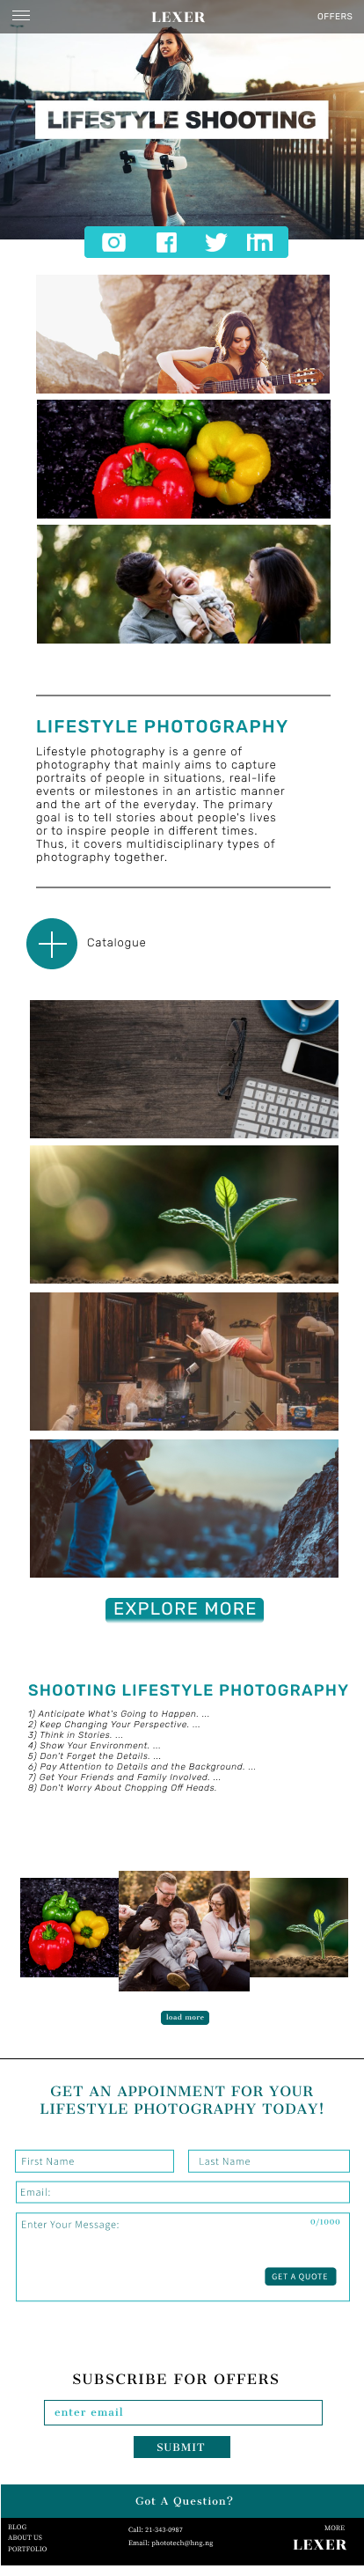 LEXER
OFFERS
LIFESTYLE SHOOTING
LIFESTYLE PHOTOGRAPHY
Lifestyle photography is a genre of
photography that mainly aims to capture
portraits of people in situations, real-life
events or milestones in an artistic manner
and the art of the everyday. The primary
goal is to tell stories about people's lives
or to inspire people in different times.
Thus, it covers multidisciplinary types of
photography together.
Catalogue
EXPLORE MORE
SHOOTING LIFESTYLE PHOTOGRAPHY
1) Anticipate What's Going to Happen. ...
2) Keep Changing Your Perspective. ...
3) Think in Stories. ...
4) Show Your Environment. ...
5) Don't Forget the Details. ...
6) Pay Attention to Details and the Background. ...
7) Get Your Friends and Family Involved. ...
8) Don't Worry About Chopping Off Heads.
load more
GET AN APPOINMENT FOR YOUR
LIFESTYLE PHOTOGRAPHY TODAY!
First Name
Last Name
Email:
Enter Your Message:
0/1000
GET A QUOTE
SUBSCRIBE FOR OFFERS
enter email
SUBMIT
Got A Question?
BLOG
ABOUT US
PORTFOLIO
Call: 21-343-0987
Email: phototech@hng.ng
MORE
LEXER